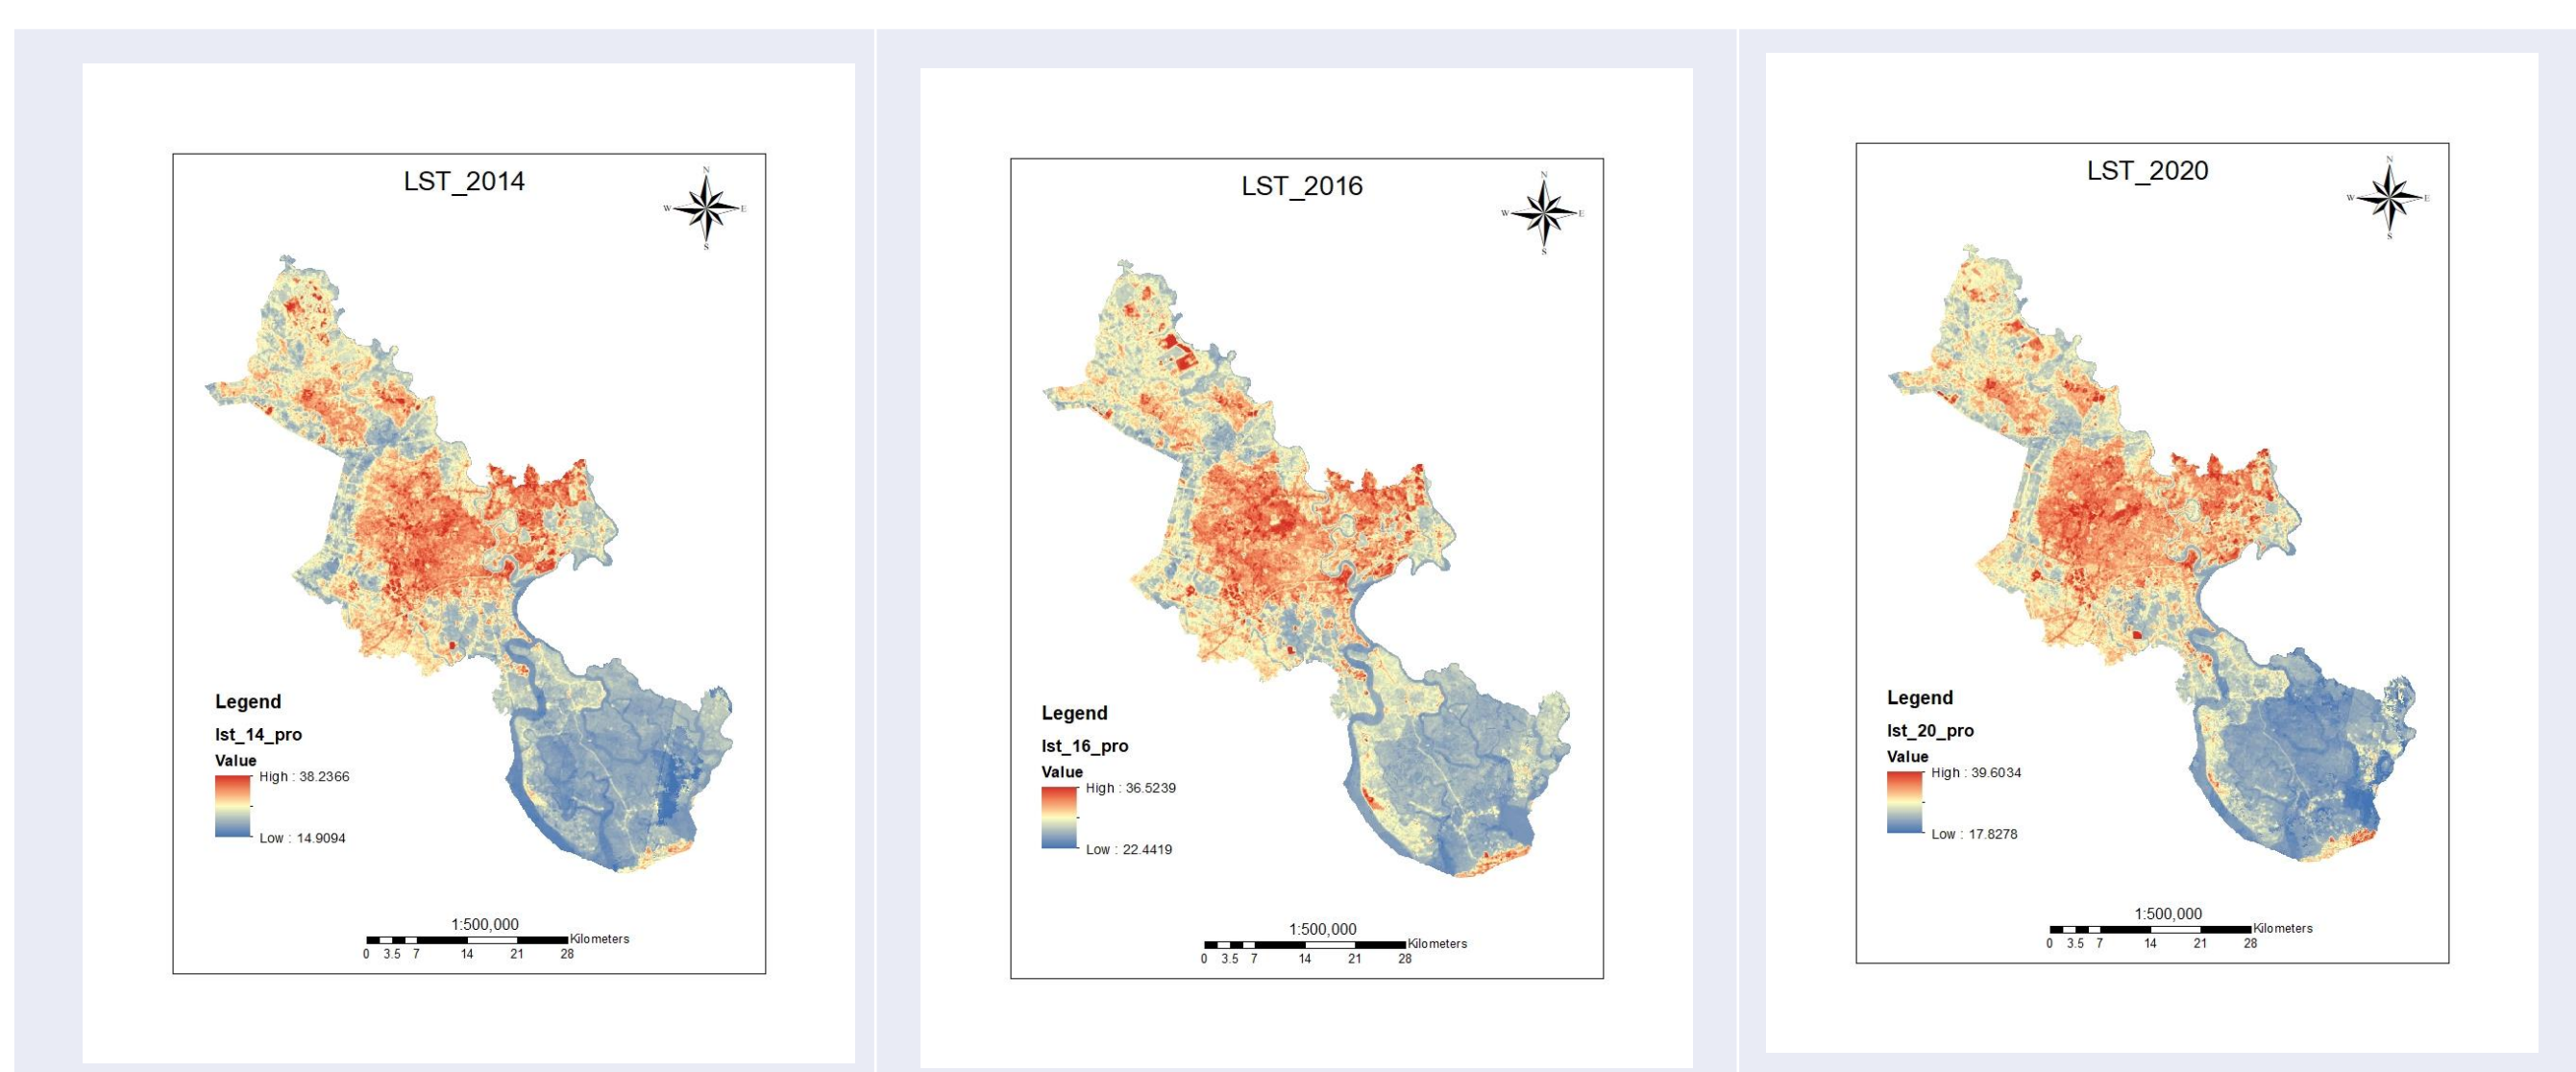 LST_2014
N
W E
S
Legend
lst_14_pro
Value
High : 38.2366
Low : 14.9094
1:500,000
Kilometers
0 3.5 7 14 21 28
LST_2016
N
W E
S
Legend
lst_16_pro
Value
High : 36.5239
Low : 22.4419
1:500,000
Kilometers
0 3.5 7 14 21 28
LST_2020
N
W E
S
Legend
lst_20_pro
Value
High : 39.6034
Low : 17.8278
1:500,000
Kilometers
0 3.5 7 14 21 28